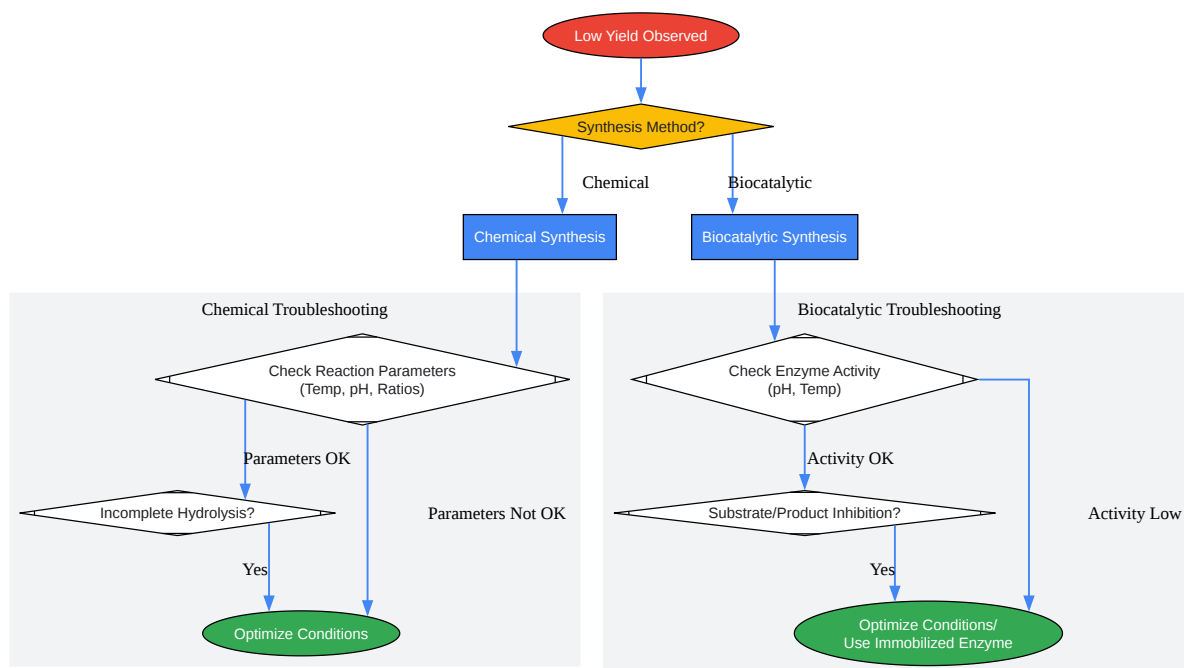 Low Yield Observed
Synthesis Method?
Chemical
Biocatalytic
Chemical Synthesis
Biocatalytic Synthesis
Chemical Troubleshooting
Check Reaction Parameters
(Temp, pH, Ratios)
Parameters OK
Parameters Not OK
Incomplete Hydrolysis?
Yes
Optimize Conditions
Biocatalytic Troubleshooting
Check Enzyme Activity
(pH, Temp)
Activity OK
Activity Low
Substrate/Product Inhibition?
Yes
Optimize Conditions/
Use Immobilized Enzyme